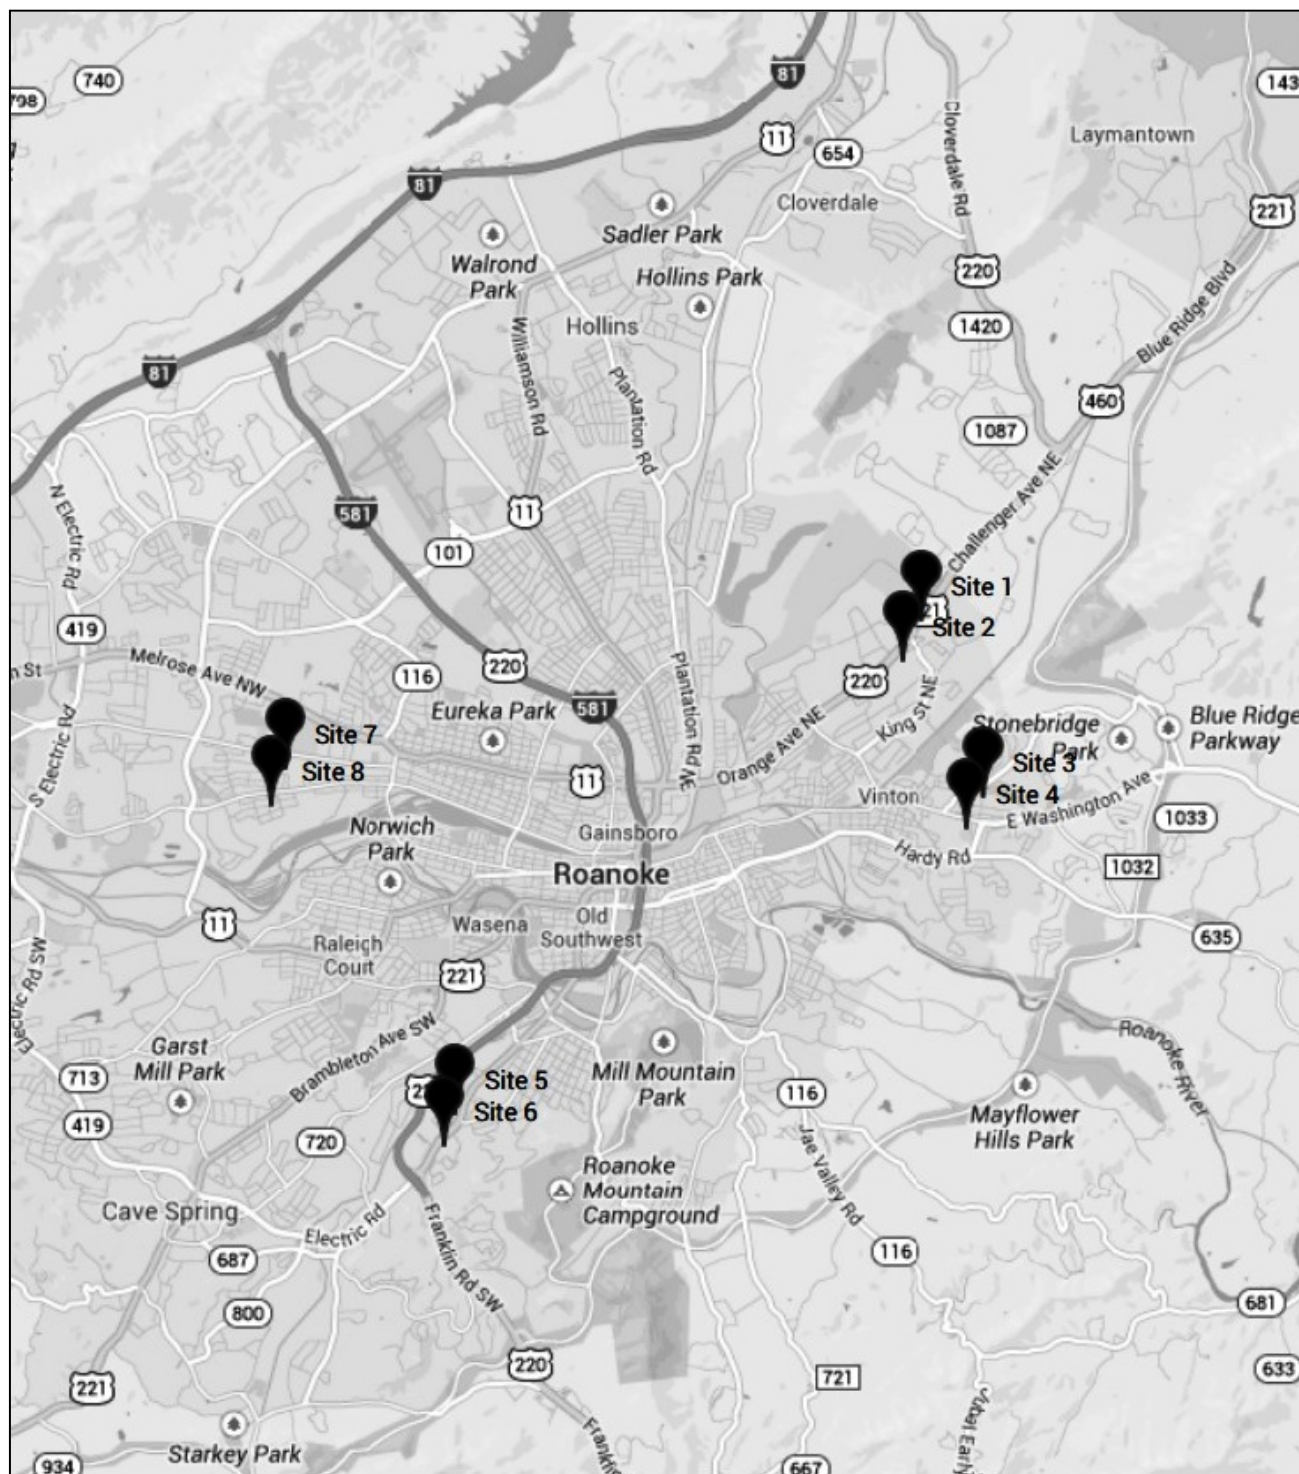 740
81
143
798
11
Laymantown
654
Cloverdale Rd
81
Cloverdale
221
Sadler Park
Walrond
Park
Hollins Park
220
Blue Ridge Blvd
1420
Hollins
Williamson Rd
Plantation Rd
81
460
1087
N Electric Rd
581
11
Challenger Ave NE
101
Site 1
21
Site 2
419
Melrose Ave NW
220
116
220
Plantation Rd NE
King St NE
Eureka Park
581
Stonebridge
Park
Blue Ridge
Parkway
Site 7
Orange Ave NE
S Electric Rd
Site 8
11
Site 3
Vinton
Site 4
E Washington Ave
1033
Norwich
Park
Gainsboro
Hardy Rd
1032
Roanoke
11
Wasena
Old
Southwest
Raleigh
Court
635
Electric Rd SW
221
Garst
Mill Park
Brambleton Ave SW
Roanoke River
713
Site 5
Mill Mountain
Park
22
Site 6
116
Mayflower
Hills Park
419
720
Jae Valley Rd
Roanoke
Mountain
Campground
Cave Spring
Electric Rd
Franklin Rd SW
687
116
800
681
220
221
721
633
Starkey Park
934
667